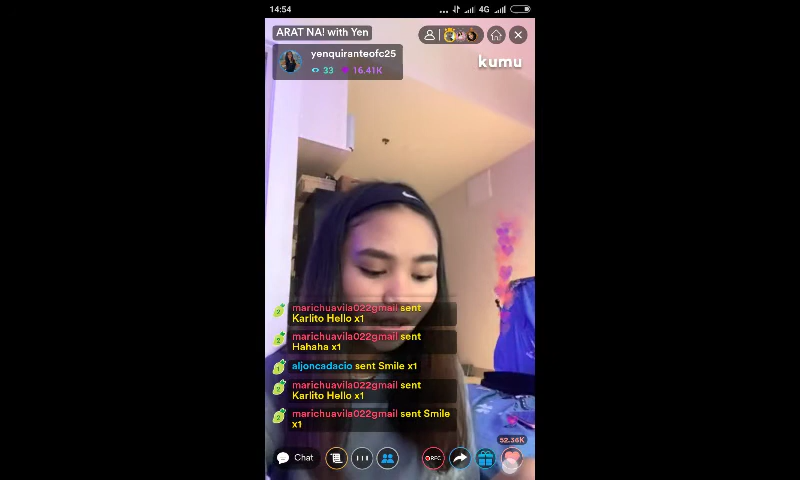 14:54
4G
ARAT NA! with Yen
yenquiranteofc25
33 16.41K
kumu
marichuavila022gmail sent
Karlito Hello x1
marichuavila022gmail sent
Hahaha x1
aljoncadacio sent Smile x1
marichuavila022gmail sent
Karlito Hello x1
marichuavila022gmail sent Smile
x1
52.36K
Chat